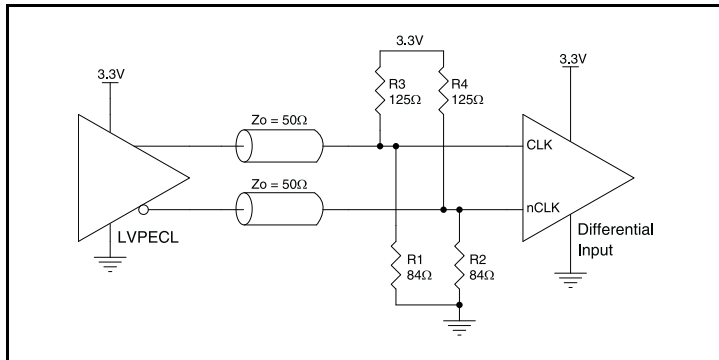 3.3V
3.3V
R3
125Ω
R4
125Ω
3.3V
Zo = 50Ω
CLK
Zo = 50Ω
nCLK
LVPECL
Differential
Input
R1
84Ω
R2
84Ω